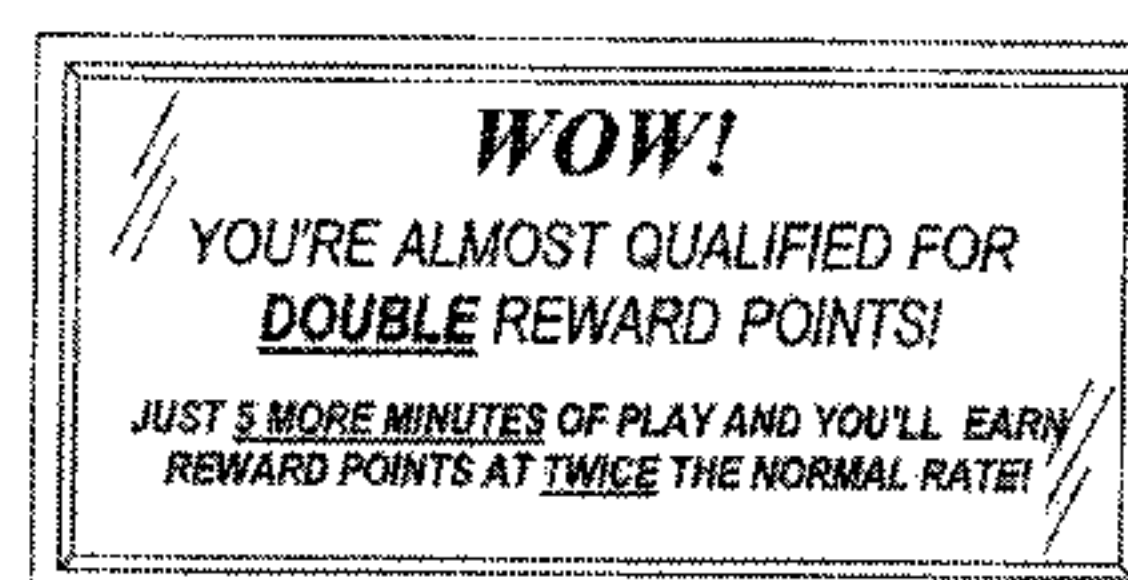 WOW!
YOU'RE ALMOST QUALIFIED FOR
DOUBLE REWARD POINTS!
JUST 5 MORE MINUTES OF PLAY AND YOU'LL EARN
REWARD POINTS AT TWICE THE NORMAL RATE!